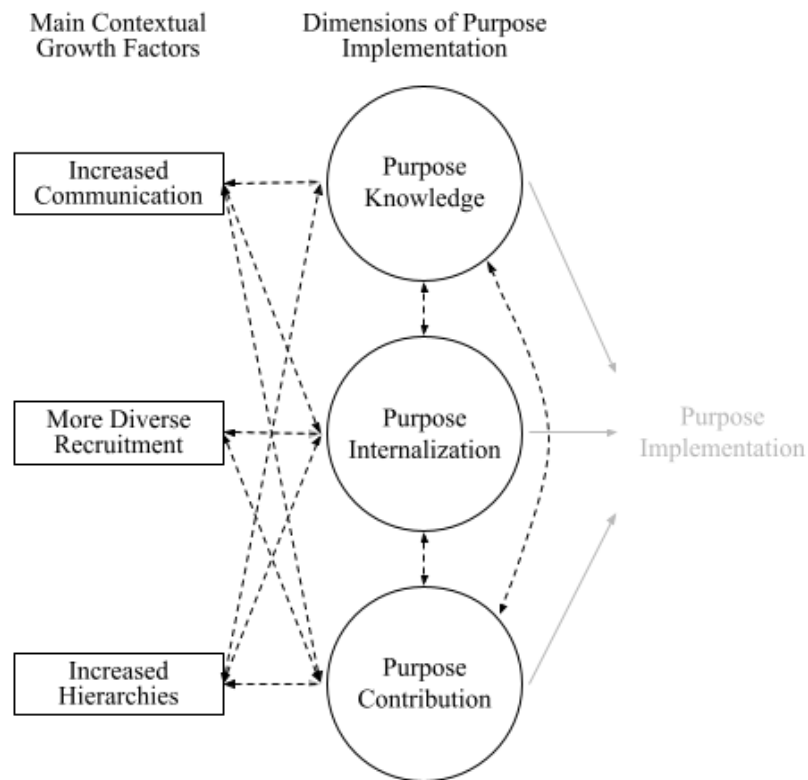 Main Contextual
Growth Factors
Dimensions of Purpose
Implementation
Increased
Communication
Purpose
Knowledge
More Diverse
Recruitment
Purpose
Internalization
Purpose
Implementation
Increased
Hierarchies
Purpose
Contribution